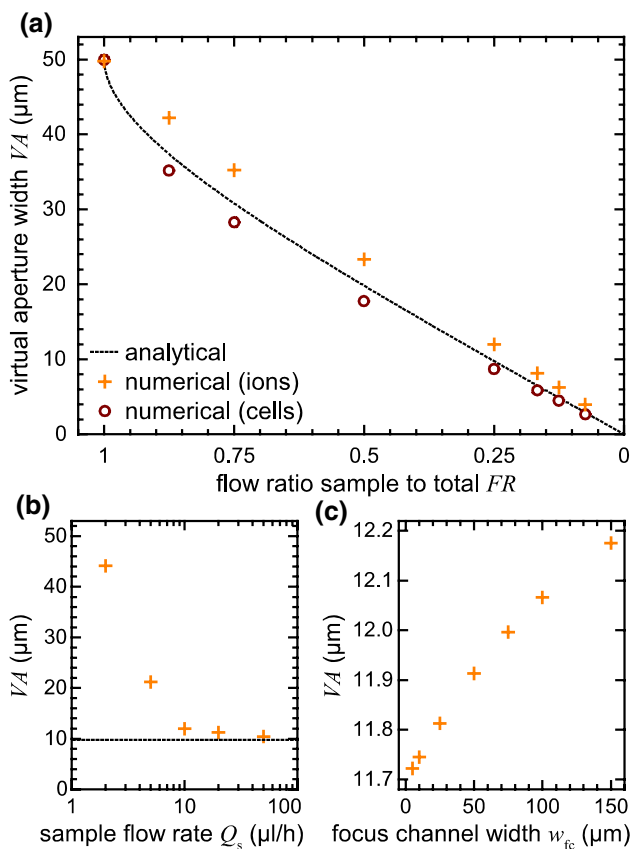 (a)
virtual aperture width VA (μm)
50
40
30
20
10
0
analytical
numerical (ions)
numerical (cells)
1 0.75 0.5 0.25 0
flow ratio sample to total FR
(b)
VA (μm)
50
40
30
20
10
0
1 10 100
sample flow rate Qs (μl/h)
(c)
VA (μm)
12.2
12.1
12.0
11.9
11.8
11.7
0 50 100 150
focus channel width wfc (μm)